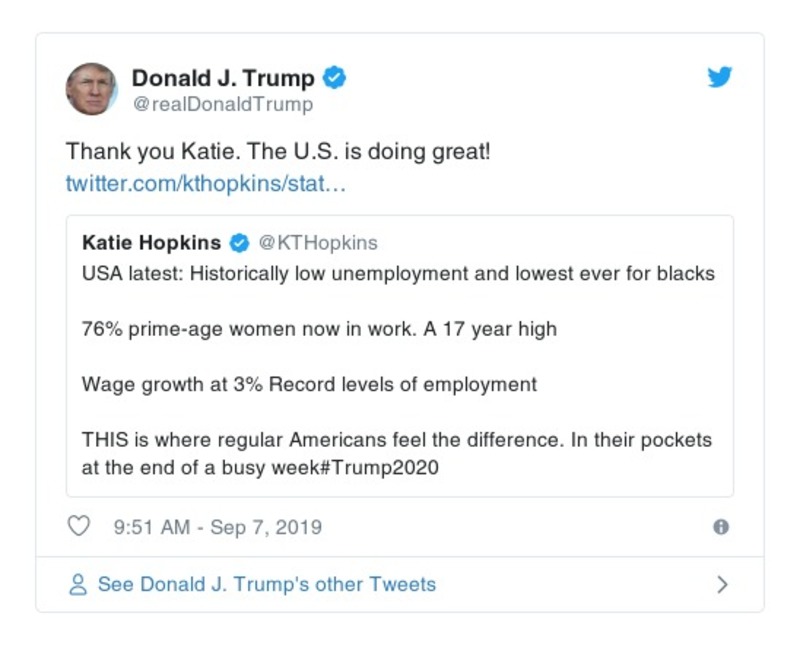 Donald J. Trump
@realDonaldTrump
Thank you Katie. The U.S. is doing great!
twitter.com/kthopkins/stat…
Katie Hopkins @KTHopkins
USA latest: Historically low unemployment and lowest ever for blacks
76% prime-age women now in work. A 17 year high
Wage growth at 3% Record levels of employment
THIS is where regular Americans feel the difference. In their pockets
at the end of a busy week#Trump2020
9:51 AM - Sep 7, 2019
See Donald J. Trump's other Tweets